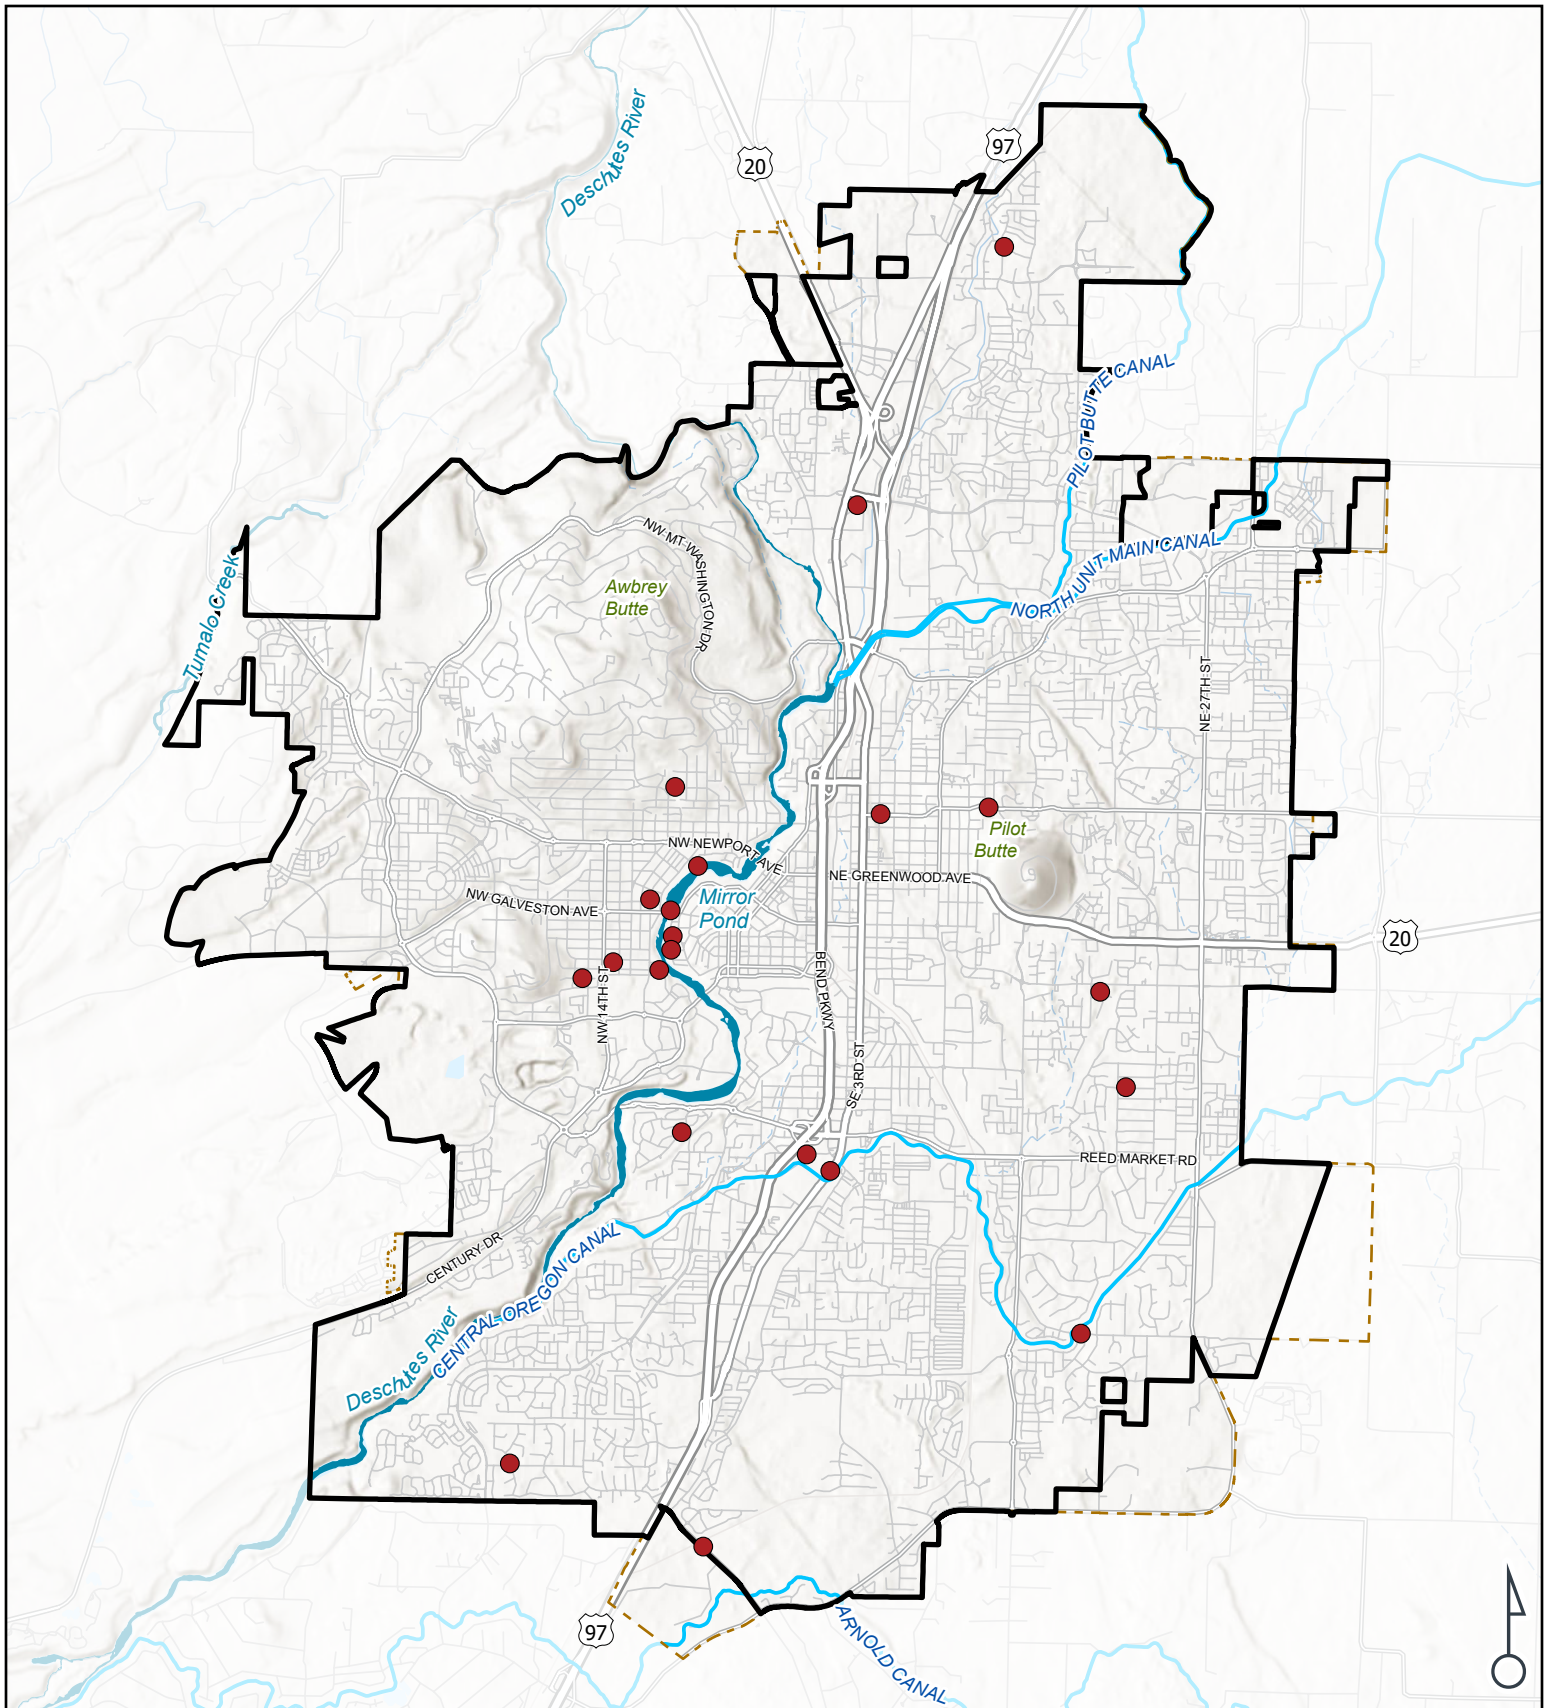 Deschutes River
97
20
PILOT BUTTE CANAL
NW MT WASHINGTON DR
NORTH UNIT MAIN CANAL
Tumalo Creek
Awbrey
Butte
NE 27TH ST
Pilot
Butte
NW NEWPORT AVE
NE GREENWOOD AVE
NW GALVESTON AVE
Mirror
Pond
20
BEND PKWY
NW 14TH ST
SE 3RD ST
REED MARKET RD
CENTURY DR
CENTRAL OREGON CANAL
Deschutes River
97
ARNOLD CANAL